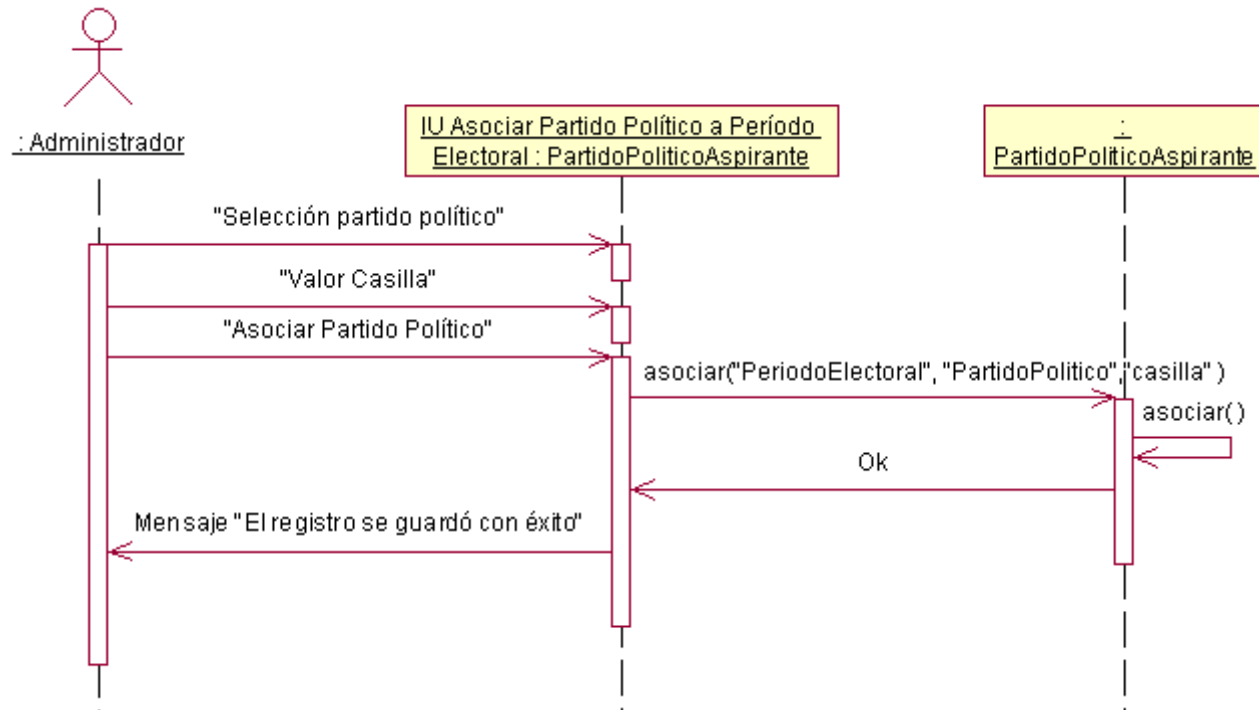 : Administrador
IU Asociar Partido Político a Período
Electoral : PartidoPoliticoAspirante
:
PartidoPoliticoAspirante
"Selección partido político"
"Valor Casilla"
"Asociar Partido Político"
asociar("PeriodoElectoral", "PartidoPolitico","casilla" )
asociar()
Ok
Mensaje "El registro se guardó con éxito"